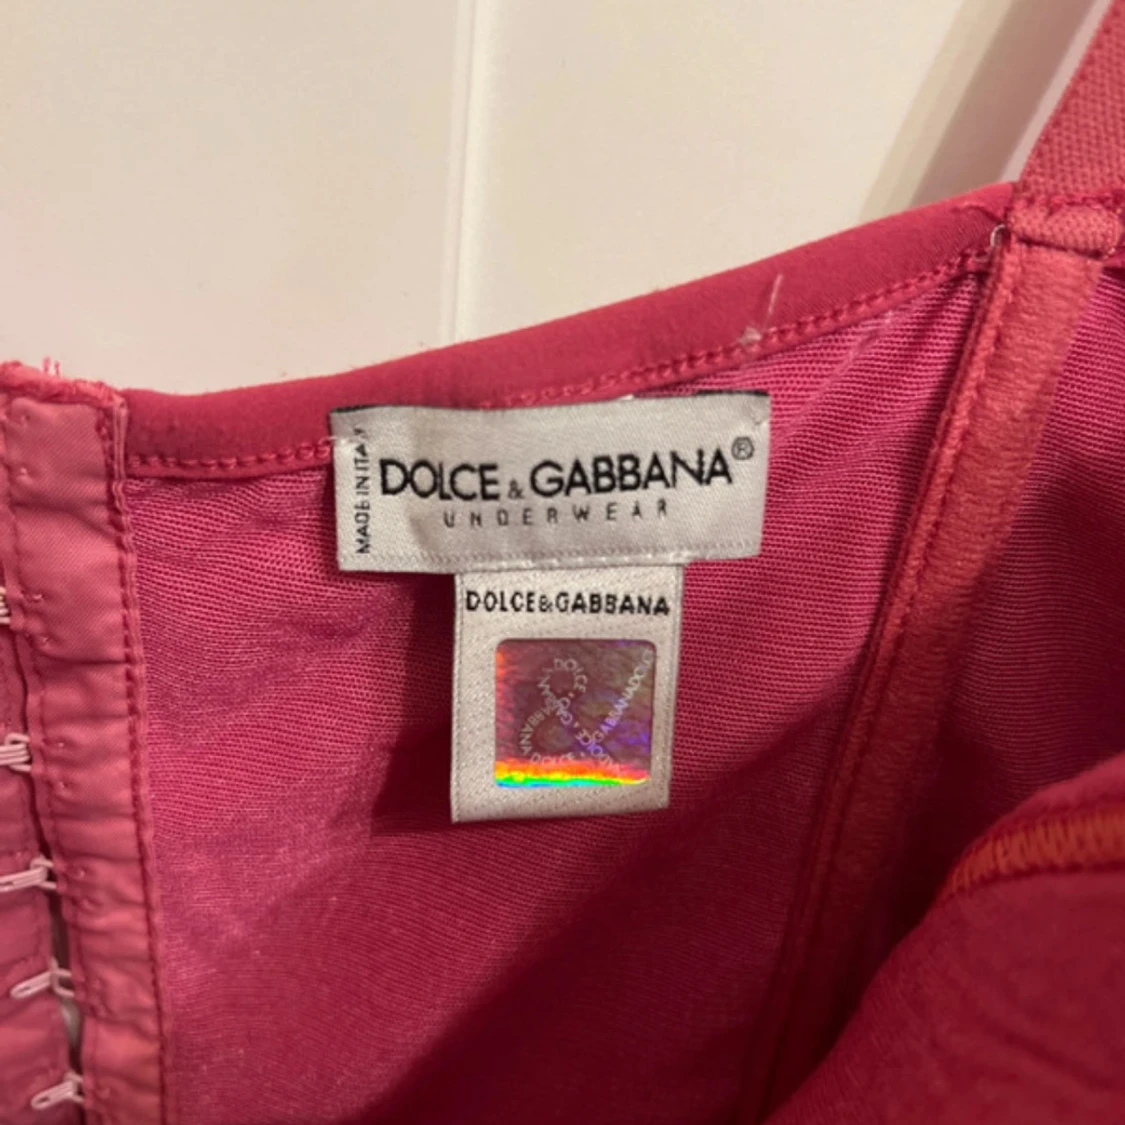 MADE IN ITALY
DOLCE & GABBANA®
UNDERWEAR
DOLCE&GABBANA